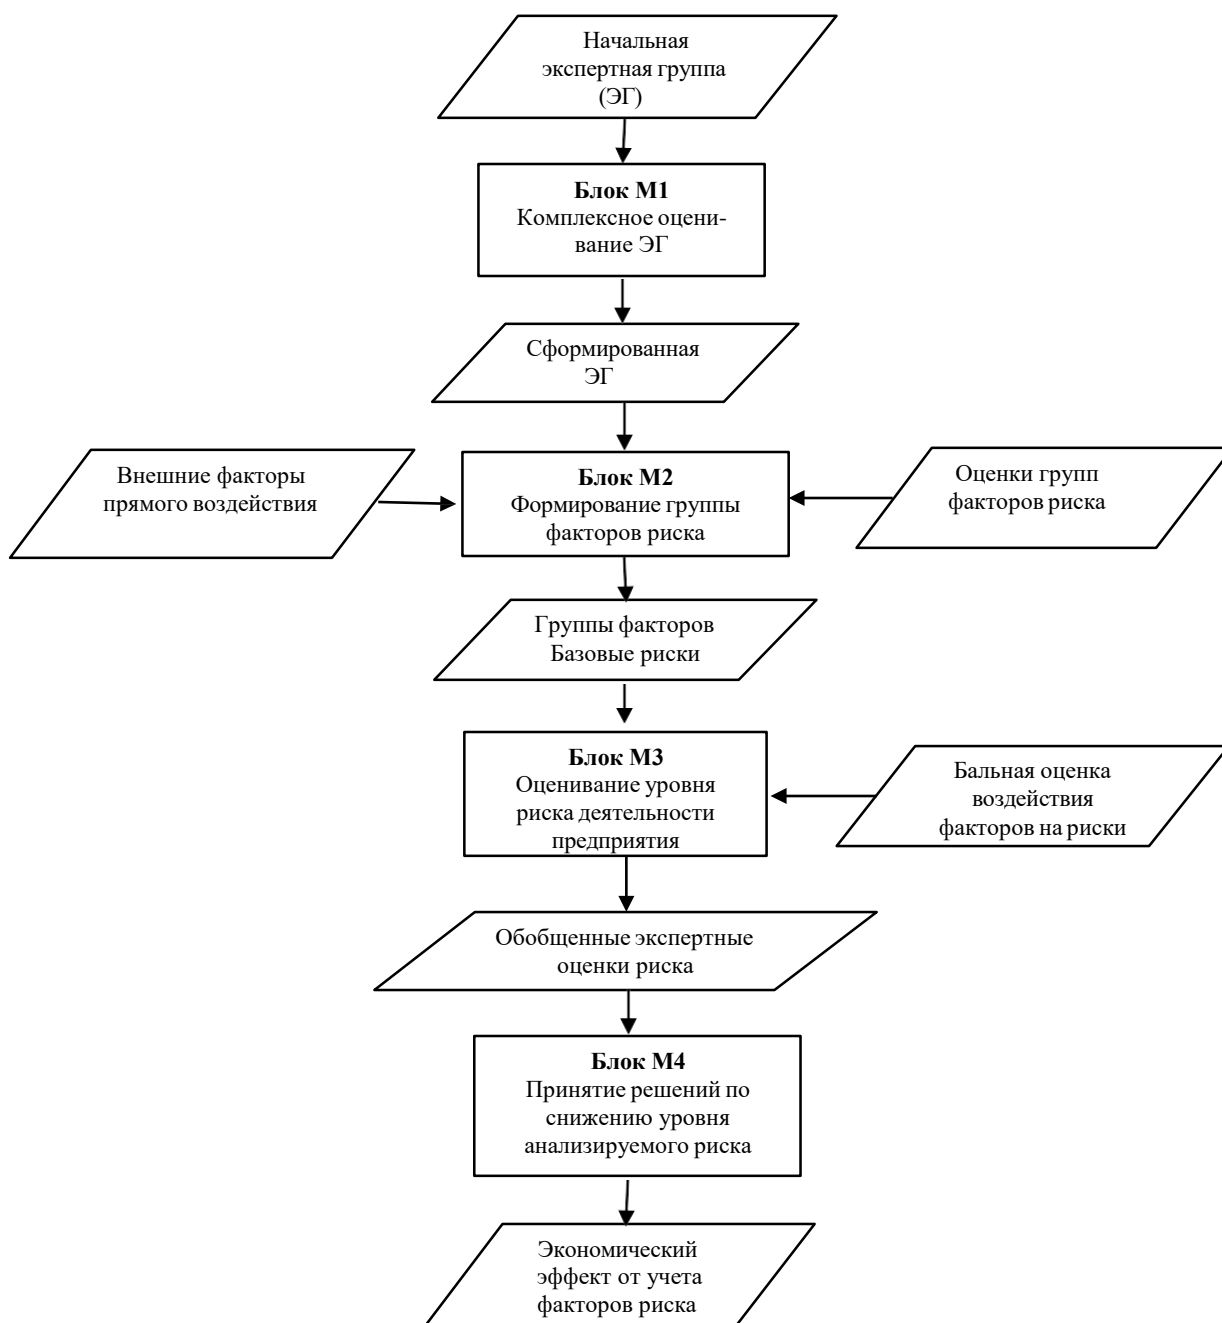 Начальная
экспертная группа
(ЭГ)
Блок М1
Комплексное оцени-
вание ЭГ
Сформированная
ЭГ
Внешние факторы
прямого воздействия
Блок М2
Формирование группы
факторов риска
Оценки групп
факторов риска
Группы факторов
Базовые риски
Блок М3
Оценивание уровня
риска деятельности
предприятия
Бальная оценка
воздействия
факторов на риски
Обобщенные экспертные
оценки риска
Блок М4
Принятие решений по
снижению уровня
анализируемого риска
Экономический
эффект от учета
факторов риска